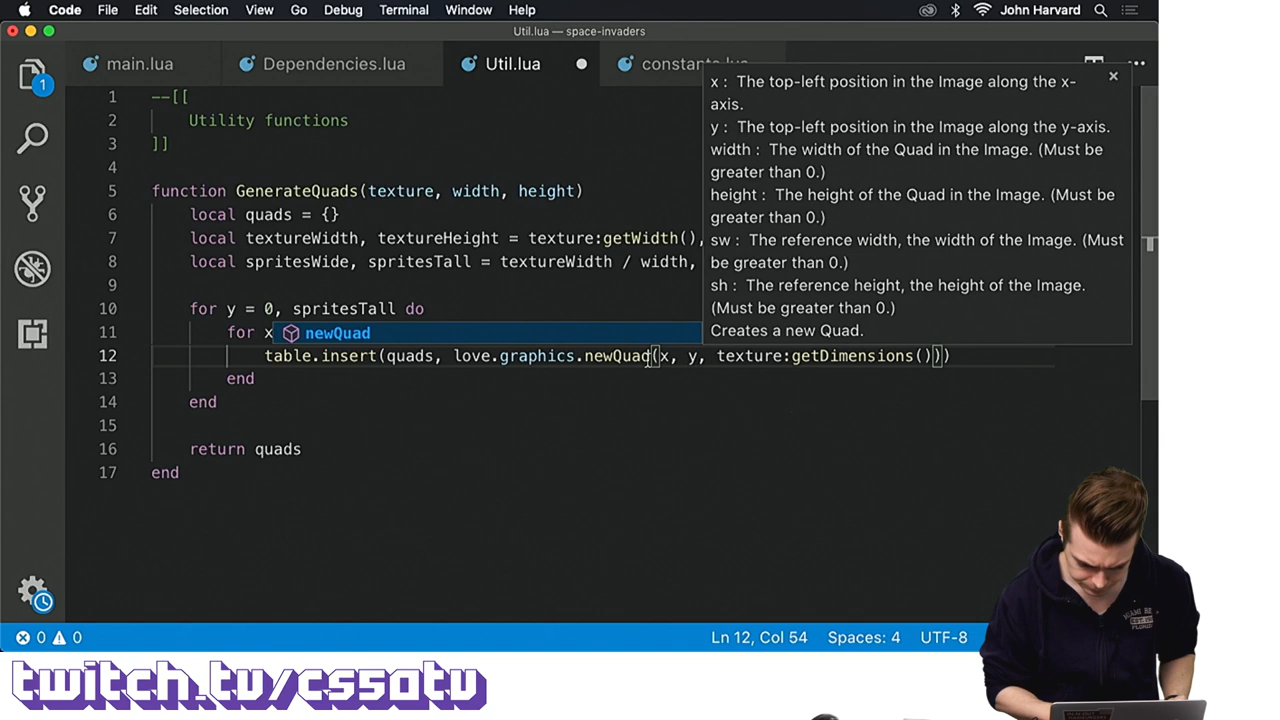 Code File Edit Selection View Go Debug Terminal Window Help John Harvard
Util.lua — space-invaders
main.lua Dependencies.lua Util.lua
1
1 --[[
2 Utility functions
3 ]]
4
5 function GenerateQuads(texture, width, height)
6 local quads = {}
7 local textureWidth, textureHeight = texture:getWidth(),
8 local spritesWide, spritesTall = textureWidth / width,
9
10 for y = 0, spritesTall do
11 for x
newQuad
12 table.insert(quads, love.graphics.newQuad(x, y, texture:getDimensions()))
13 end
14 end
15
16 return quads
17 end
x : The top-left position in the Image along the x-
axis.
y : The top-left position in the Image along the y-axis.
width : The width of the Quad in the Image. (Must be
greater than 0.)
height : The height of the Quad in the Image. (Must be
greater than 0.)
sw : The reference width, the width of the Image. (Must
be greater than 0.)
sh : The reference height, the height of the Image.
(Must be greater than 0.)
Creates a new Quad.
0 0 Ln 12, Col 54 Spaces: 4 UTF-8
twitch.tv/cs50tv